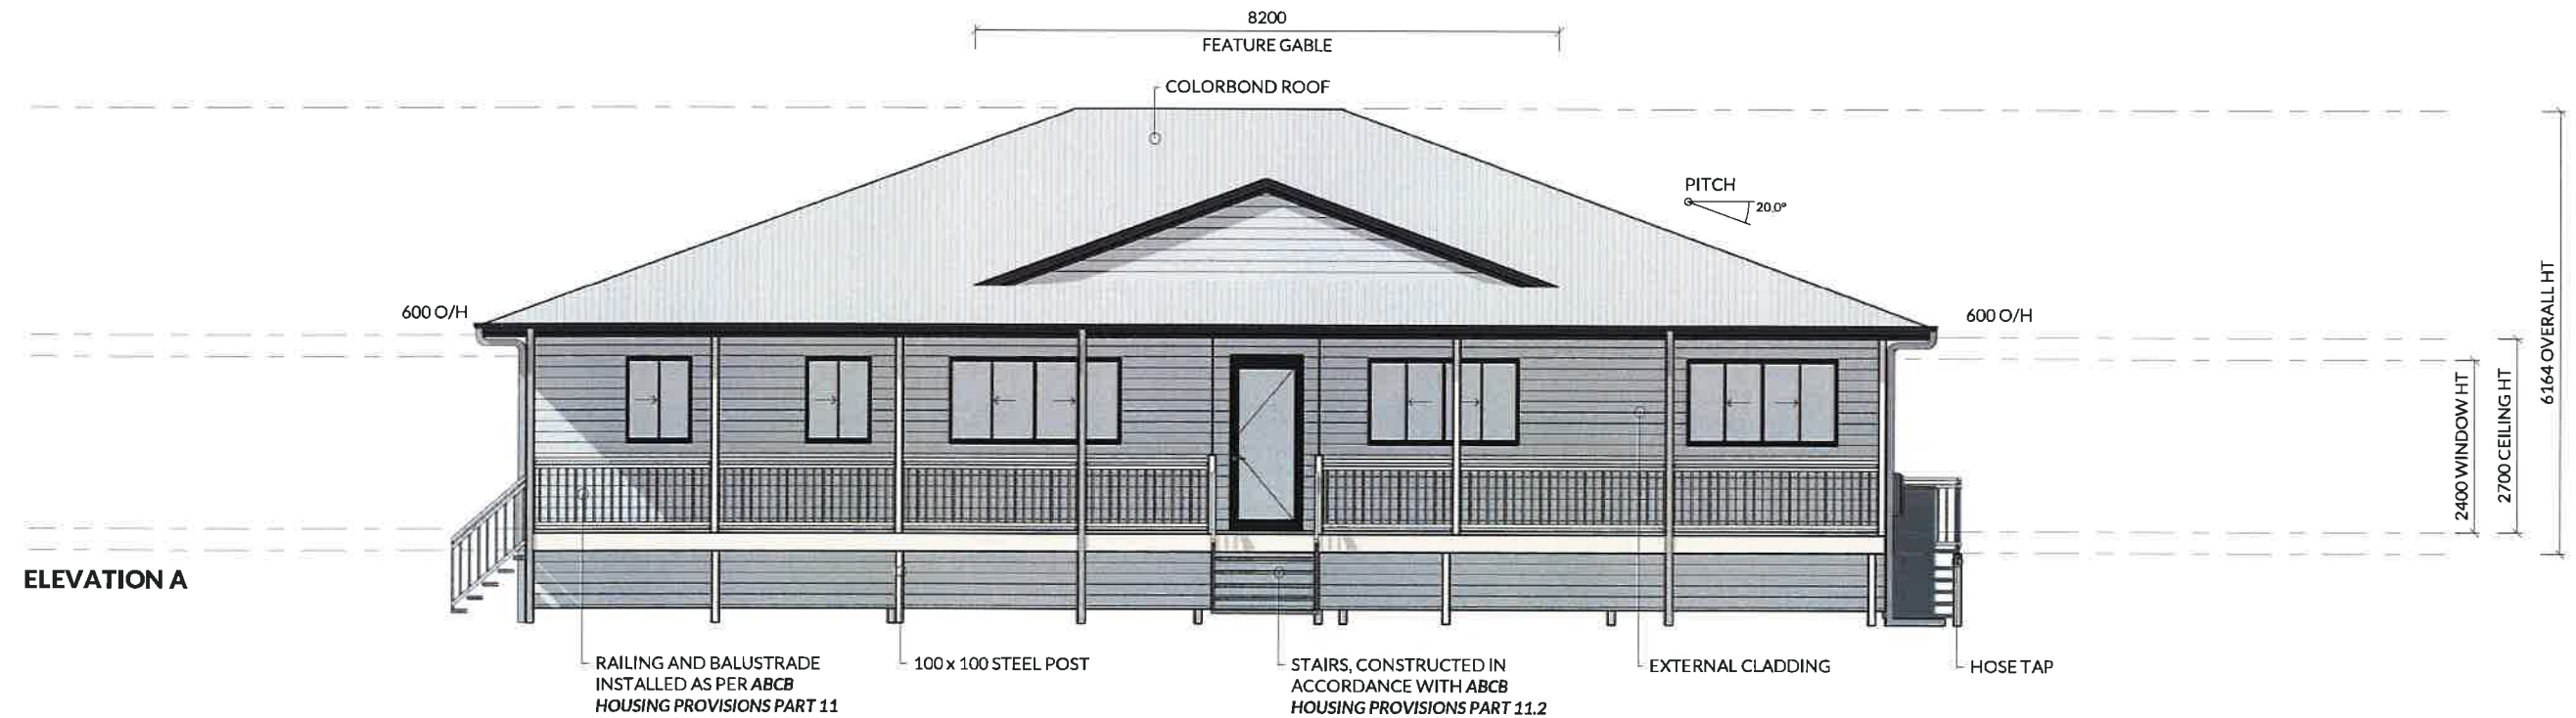 8200
FEATURE GABLE
COLORBOND ROOF
PITCH
20.0°
600 O/H
600 O/H
2400 WINDOW HT
2700 CEILING HT
6164 OVERALL HT
ELEVATION A
RAILING AND BALUSTRADE
INSTALLED AS PER ABCB
HOUSING PROVISIONS PART 11
100 x 100 STEEL POST
STAIRS, CONSTRUCTED IN
ACCORDANCE WITH ABCB
HOUSING PROVISIONS PART 11.2
EXTERNAL CLADDING
HOSE TAP